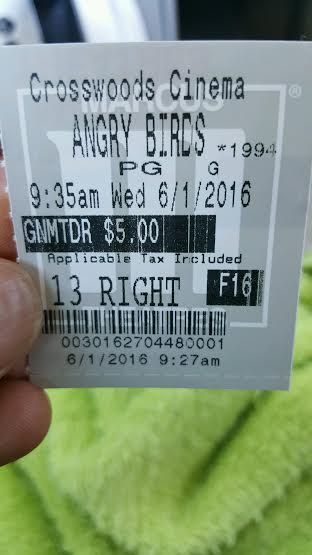 Crosswoods Cinema
MARCUS ®
ANGRY BIRDS *1994
PG G
9:35am Wed 6/1/2016
GNMTDR $5.00
Applicable Tax Included
13 RIGHT F16
0030162704480001
6/1/2016 9:27am